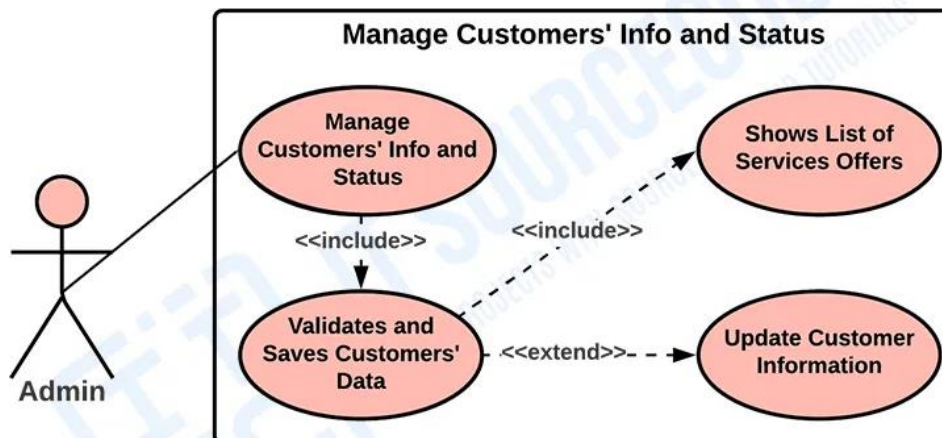 Manage Customers' Info and Status
Manage
Customers' Info and
Status
Shows List of
Services Offers
<<include>>
<<include>>
Validates and
Saves Customers'
Data
<<extend>>
Update Customer
Information
Admin